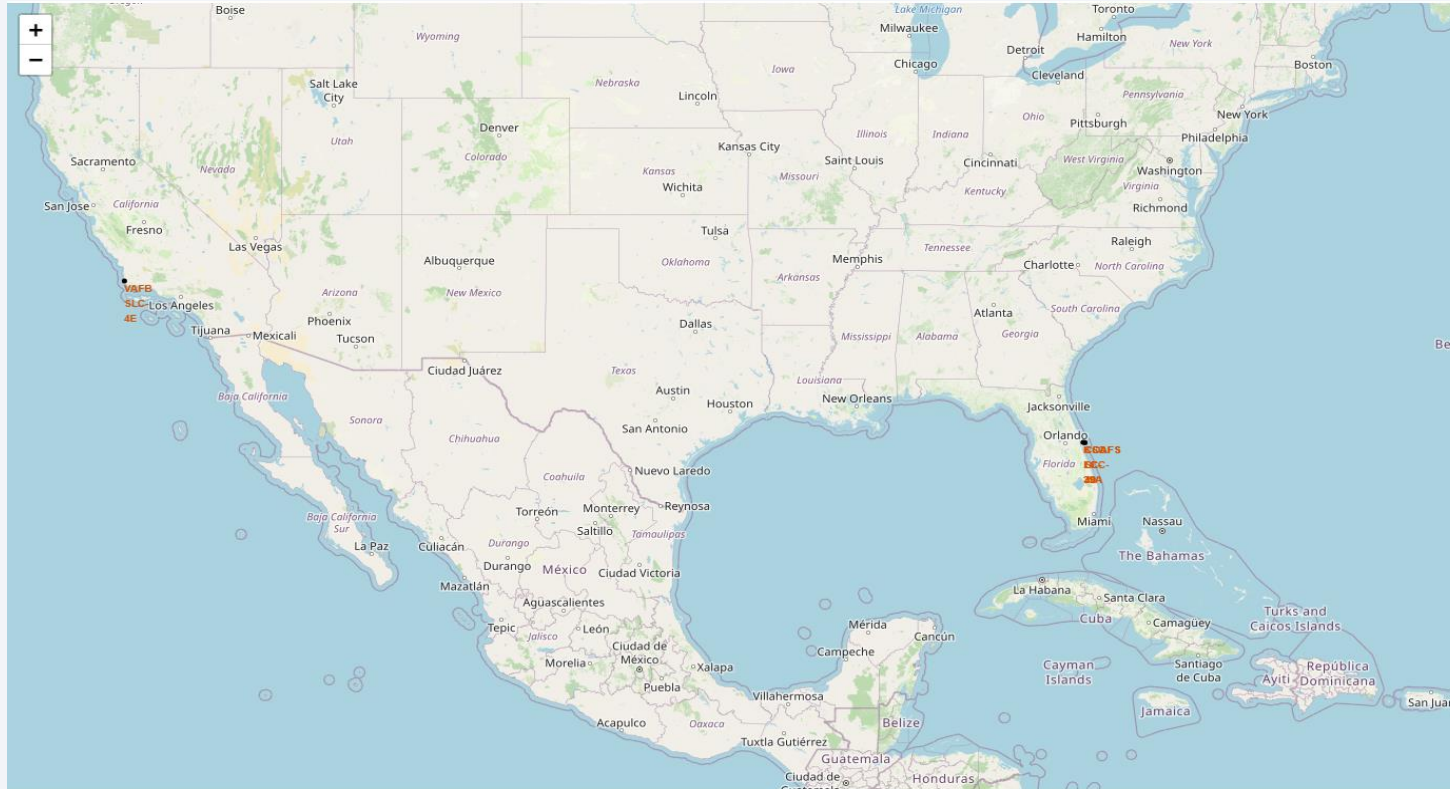 +
−
Boise
Lake Michigan
Milwaukee
Toronto
Hamilton
Wyoming
Detroit
New York
Chicago
Boston
Iowa
Cleveland
Salt Lake
City
Nebraska
Lincoln
Pennsylvania
New York
Pittsburgh
Denver
Utah
Illinois
Indiana
Ohio
Philadelphia
Kansas City
Colorado
Sacramento
Nevada
Saint Louis
Cincinnati
West Virginia
Washington
Kansas
Missouri
Wichita
Kentucky
Virginia
San Jose
California
Richmond
Fresno
Tulsa
Las Vegas
Raleigh
Tennessee
Albuquerque
Oklahoma
Memphis
Charlotte
North Carolina
Arkansas
VAFB
SLC-
4E
Los Angeles
Arizona
New Mexico
South Carolina
Atlanta
Phoenix
Dallas
Tijuana
Mexicali
Tucson
Mississippi
Alabama
Georgia
Be
Ciudad Juárez
Texas
Louisiana
Baja California
Austin
Houston
New Orleans
Jacksonville
Sonora
San Antonio
Chihuahua
Orlando
Florida
Nuevo Laredo
Coahuila
Reynosa
Torreón
Monterrey
Baja California
Sur
Saltillo
Tamaulipas
Miami
Nassau
La Paz
Culiacán
Durango
Durango
México
Ciudad Victoria
The Bahamas
Mazatlán
La Habana
Santa Clara
Aguascalientes
Turks and
Caicos Islands
Cuba
Camagüey
Tepic
Jalisco
León
Mérida
Cancún
Ciudad de
México
Campeche
Morelia
Xalapa
Cayman
Islands
Santiago
de Cuba
República
Dominicana
Ayiti
Puebla
Villahermosa
San Juan
Jamaica
Acapulco
Oaxaca
Belize
Tuxtla Gutiérrez
Guatemala
Ciudad de
Honduras